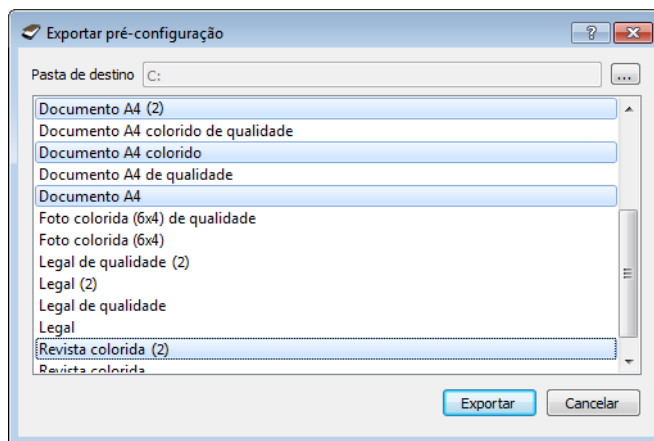 Exportar pré-configuração
Pasta de destino C:
...
Documento A4 (2)
Documento A4 colorido de qualidade
Documento A4 colorido
Documento A4 de qualidade
Documento A4
Foto colorida (6x4) de qualidade
Foto colorida (6x4)
Legal de qualidade (2)
Legal (2)
Legal de qualidade
Legal
Revista colorida (2)
Revista colorida
Exportar Cancelar